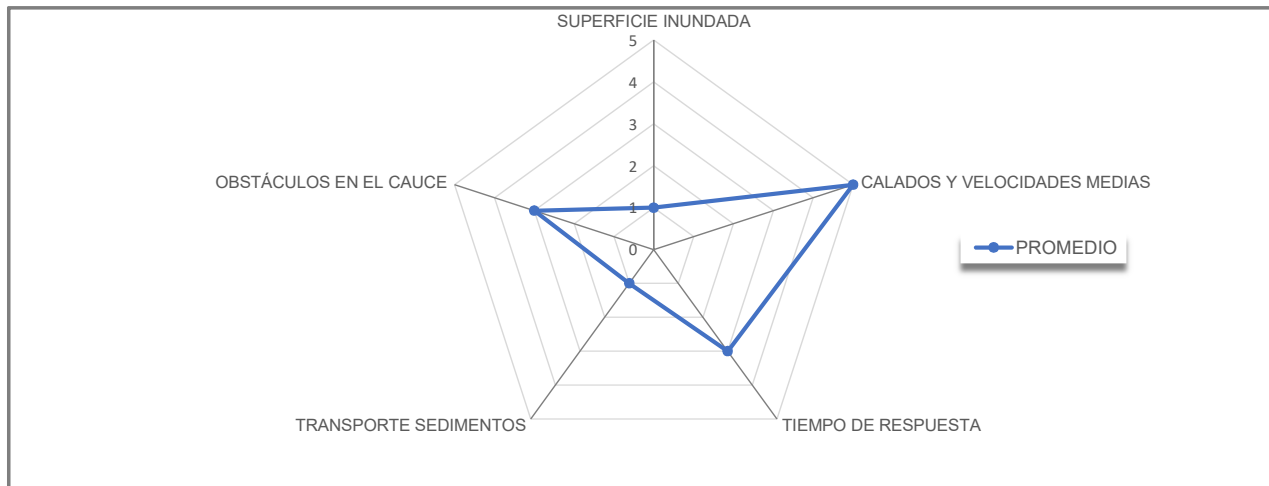 SUPERFICIE INUNDADA
5
4
3
2
1
0
OBSTÁCULOS EN EL CAUCE
CALADOS Y VELOCIDADES MEDIAS
PROMEDIO
TRANSPORTE SEDIMENTOS
TIEMPO DE RESPUESTA